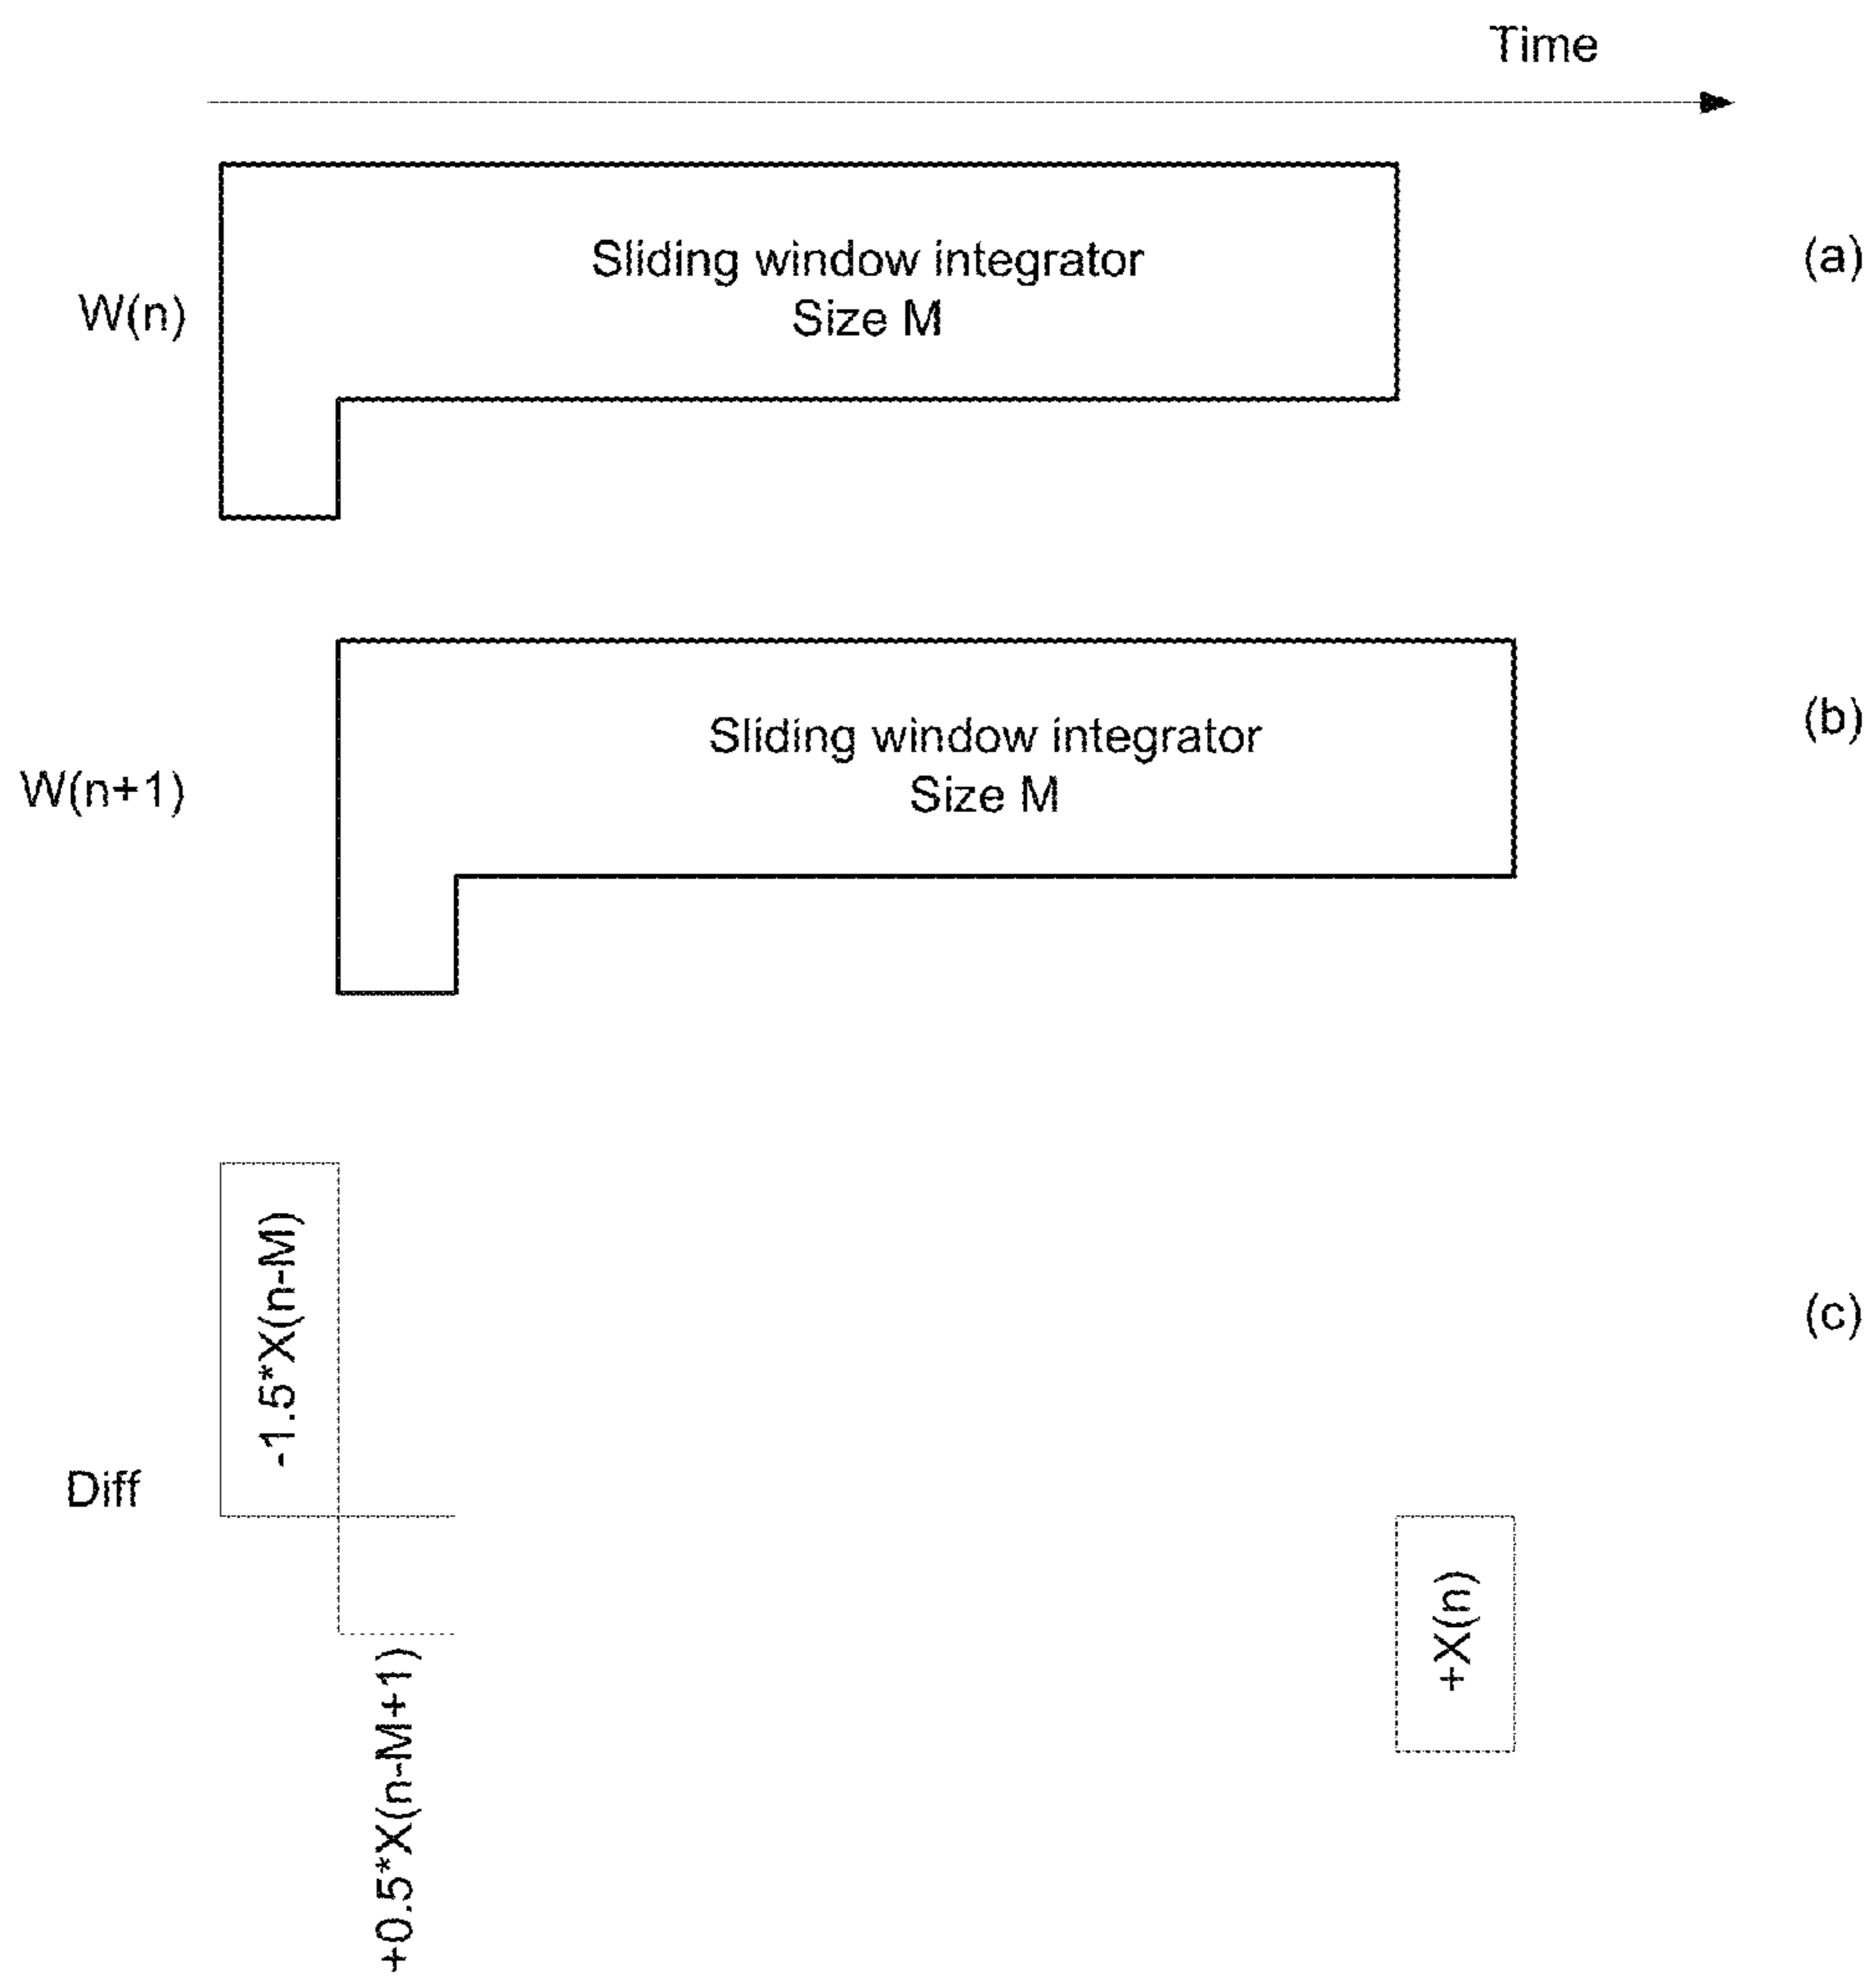 Time
Sliding window integrator
Size M
(a)
W(n)
Sliding window integrator
Size M
(b)
W(n+1)
-1.5*X(n-M)
(c)
Diff
+X(n)
+0.5*X(n-M+1)